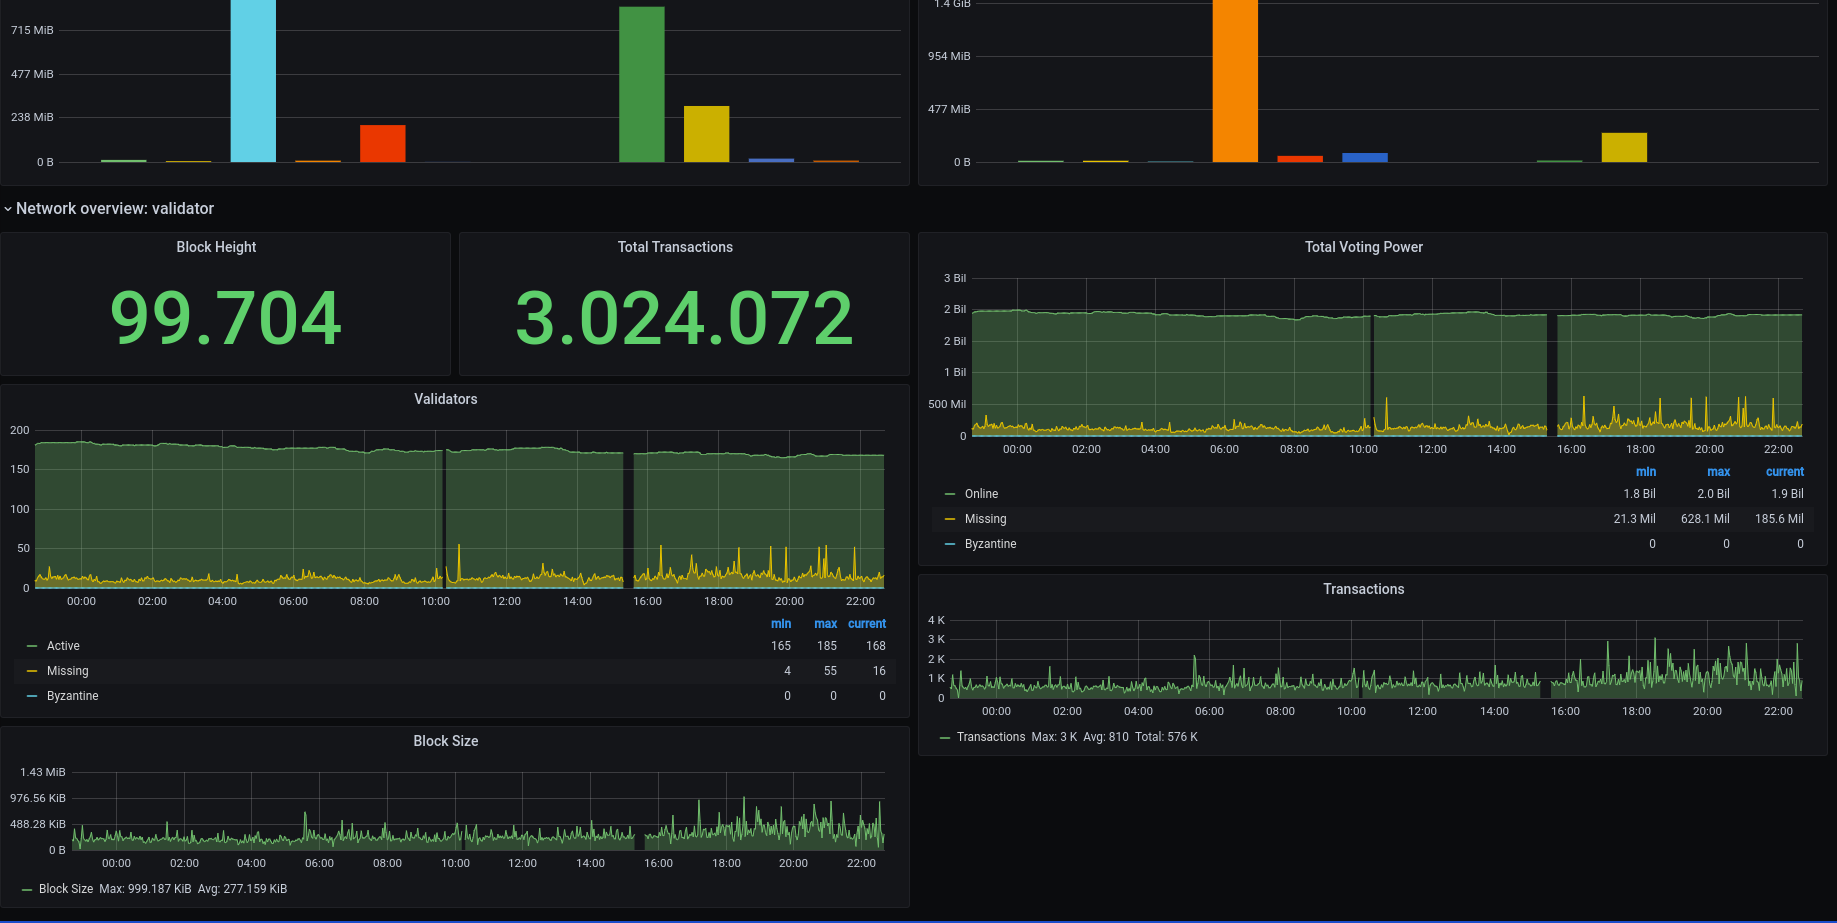 715 MiB
477 MiB
238 MiB
0 B
1.4 GiB
954 MiB
477 MiB
0 B
Network overview: validator
Block Height
99.704
Total Transactions
3.024.072
Total Voting Power
3 Bil
2 Bil
2 Bil
1 Bil
500 Mil
0
00:00 02:00 04:00 06:00 08:00 10:00 12:00 14:00 16:00 18:00 20:00 22:00
min max current
Online 1.8 Bil 2.0 Bil 1.9 Bil
Missing 21.3 Mil 628.1 Mil 185.6 Mil
Byzantine 0 0 0
Validators
200
150
100
50
0
00:00 02:00 04:00 06:00 08:00 10:00 12:00 14:00 16:00 18:00 20:00 22:00
min max current
Active 165 185 168
Missing 4 55 16
Byzantine 0 0 0
Transactions
4 K
3 K
2 K
1 K
0
00:00 02:00 04:00 06:00 08:00 10:00 12:00 14:00 16:00 18:00 20:00 22:00
Transactions Max: 3 K Avg: 810 Total: 576 K
Block Size
1.43 MiB
976.56 KiB
488.28 KiB
0 B
00:00 02:00 04:00 06:00 08:00 10:00 12:00 14:00 16:00 18:00 20:00 22:00
Block Size Max: 999.187 KiB Avg: 277.159 KiB